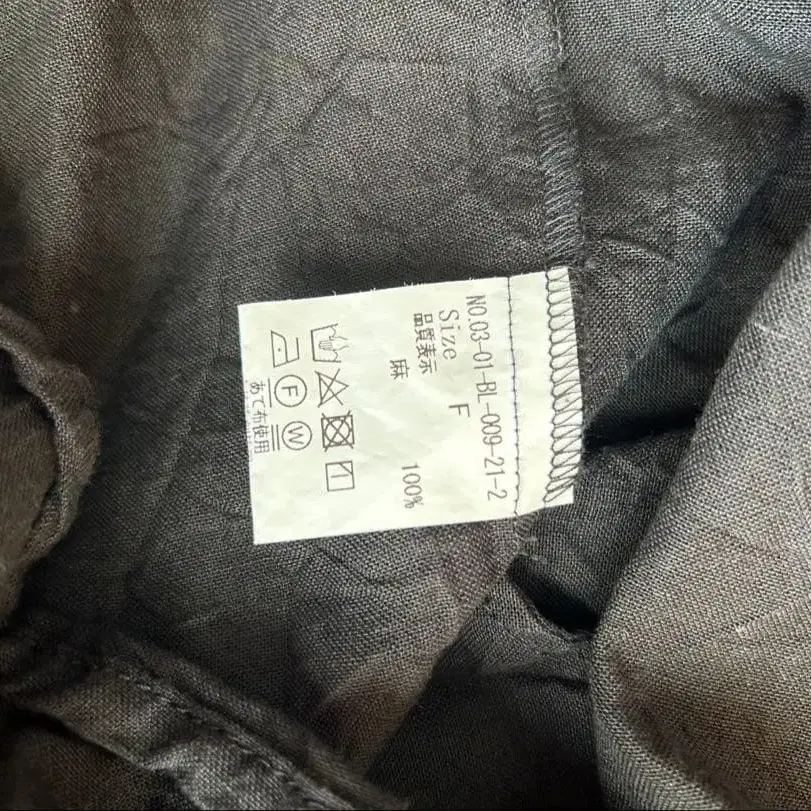 NO.03-01-BL-009-21-2
Size F
品質表示
麻 100%
F W
あて布使用